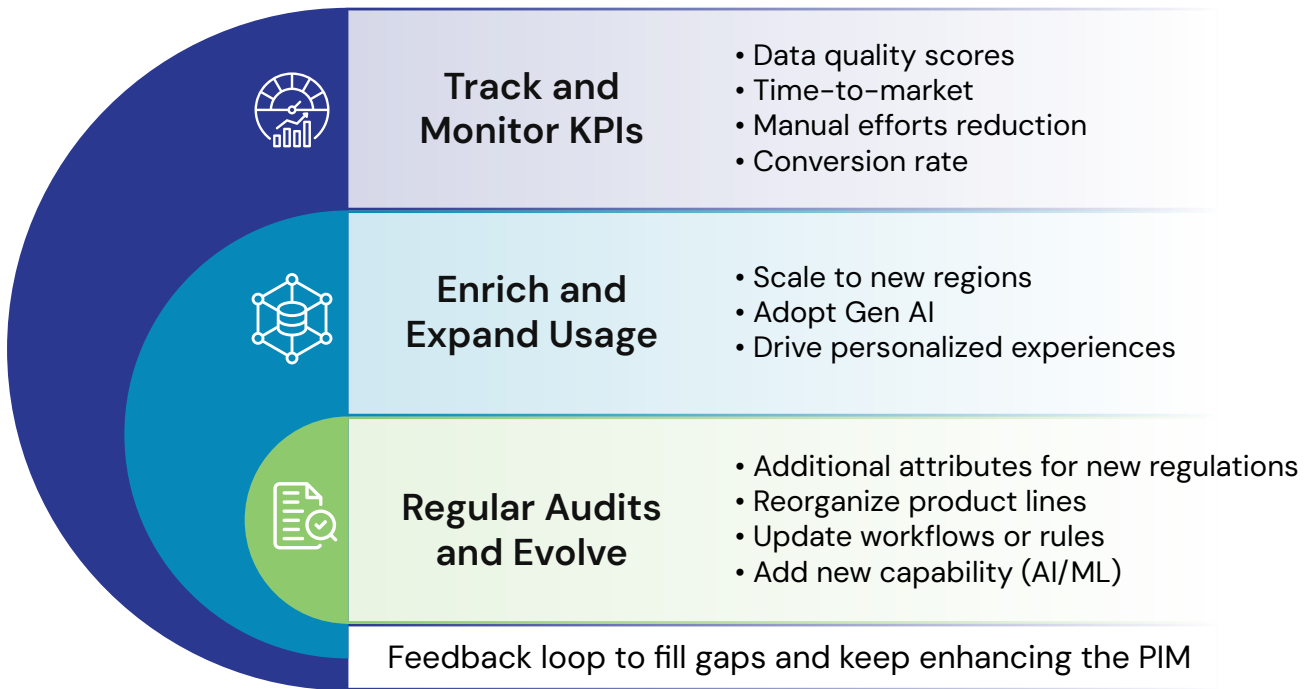 Track and
Monitor KPIs
• Data quality scores
• Time-to-market
• Manual efforts reduction
• Conversion rate
Enrich and
Expand Usage
• Scale to new regions
• Adopt Gen AI
• Drive personalized experiences
Regular Audits
and Evolve
• Additional attributes for new regulations
• Reorganize product lines
• Update workflows or rules
• Add new capability (AI/ML)
Feedback loop to fill gaps and keep enhancing the PIM